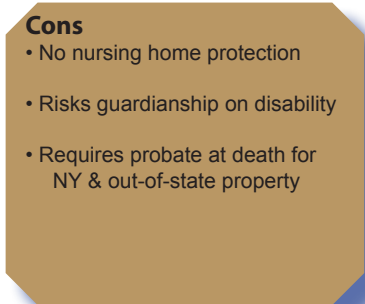 Cons
• No nursing home protection
• Risks guardianship on disability
• Requires probate at death for
NY & out-of-state property